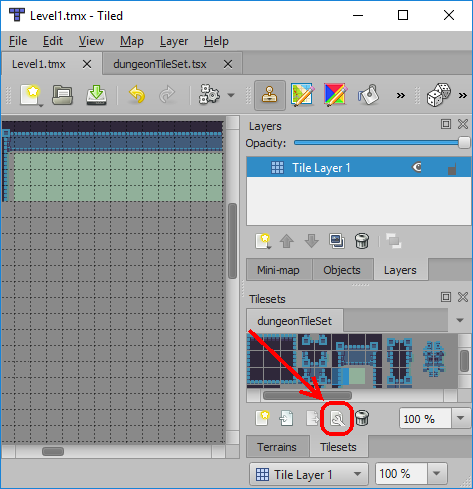 Level1.tmx - Tiled
File Edit View Map Layer Help
Level1.tmx dungeonTileSet.tsx
» »
Layers
Opacity:
Tile Layer 1
Mini-map Objects Layers
Tilesets
dungeonTileSet
100 %
Terrains Tilesets
Tile Layer 1 100 %